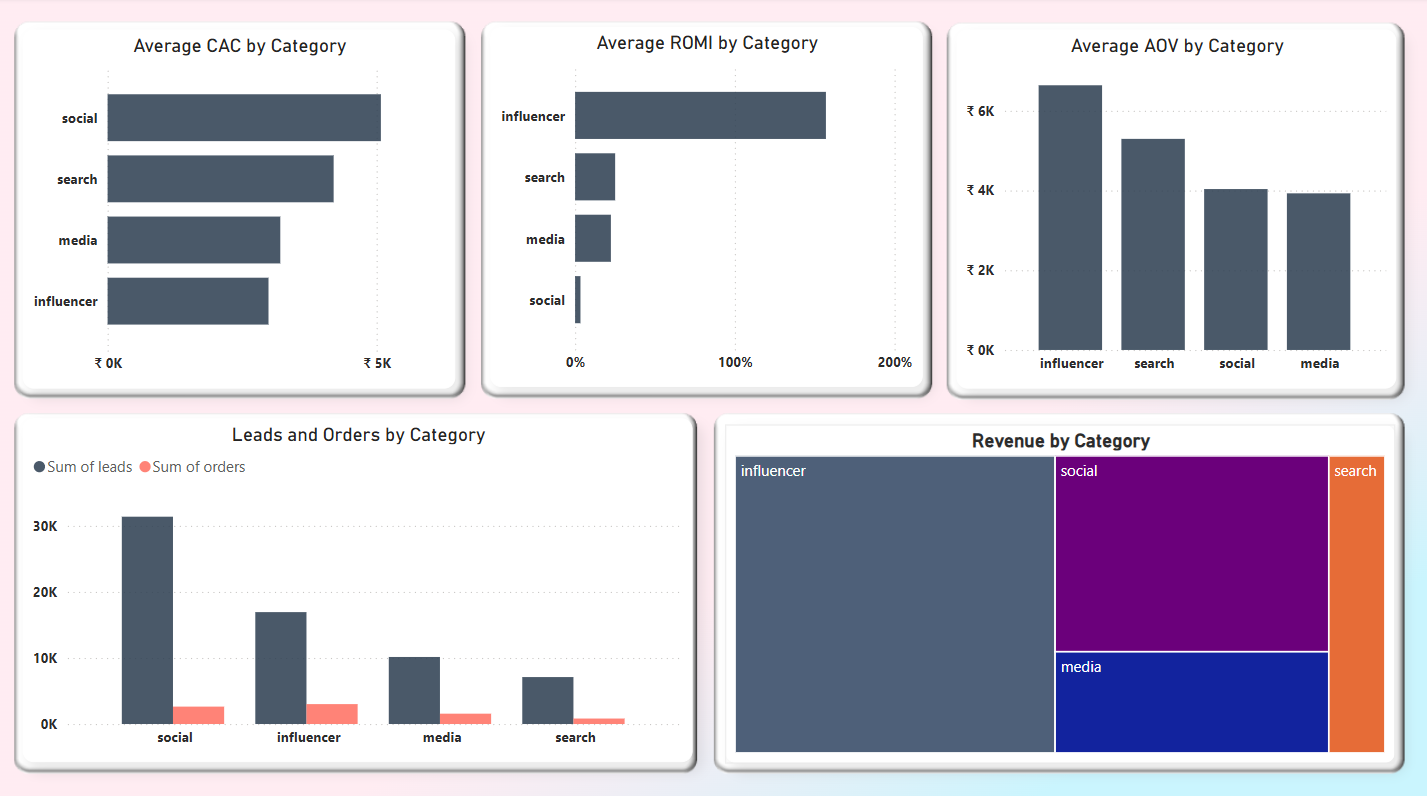 Average CAC by Category
social
search
media
influencer
₹ 0K
₹ 5K
Average ROMI by Category
influencer
search
media
social
0%
100%
200%
Average AOV by Category
₹ 6K
₹ 4K
₹ 2K
₹ 0K
influencer
search
social
media
Leads and Orders by Category
Sum of leads
Sum of orders
30K
20K
10K
0K
social
influencer
media
search
Revenue by Category
influencer
social
search
media